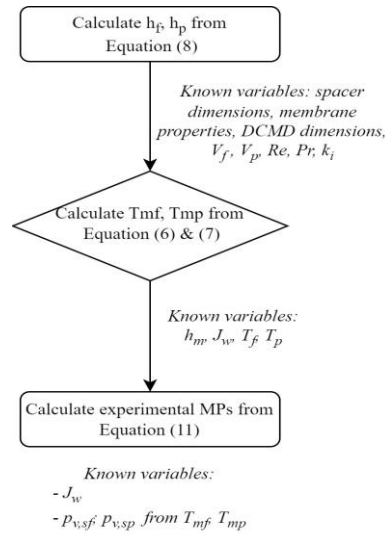 Calculate h_f, h_p from
Equation (8)
Known variables: spacer
dimensions, membrane
properties, DCMD dimensions,
V_f, V_p, Re, Pr, k_i
Calculate Tmf, Tmp from
Equation (6) & (7)
Known variables:
h_m, J_w, T_f, T_p
Calculate experimental MPs from
Equation (11)
Known variables:
- J_w
- p_v,sf; p_v,sp from T_mf, T_mp